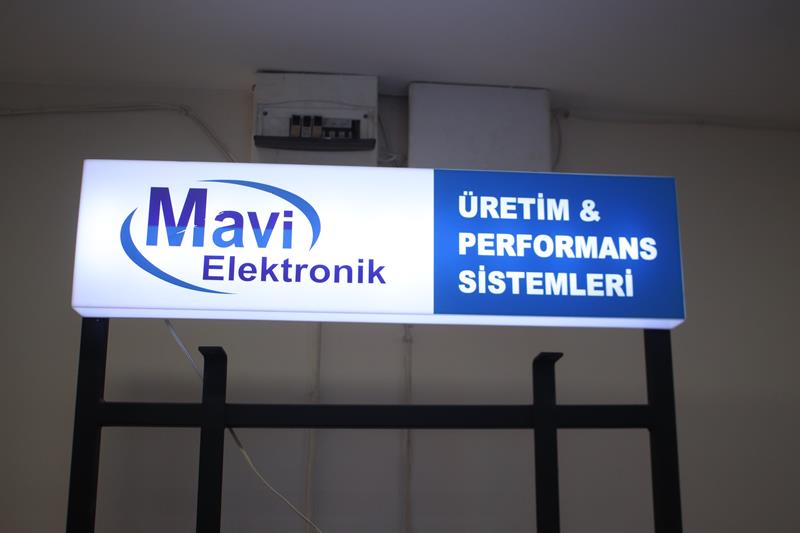 Mavi
Elektronik
ÜRETİM &
PERFORMANS
SİSTEMLERİ